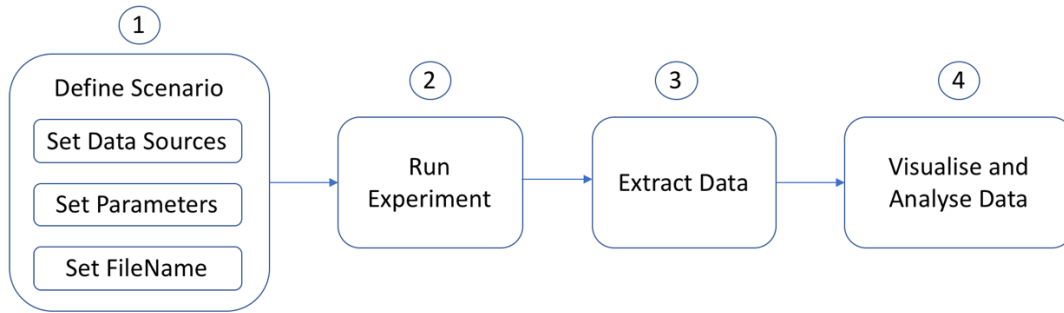 1
Define Scenario
Set Data Sources
Set Parameters
Set FileName
2
Run
Experiment
3
Extract Data
4
Visualise and
Analyse Data